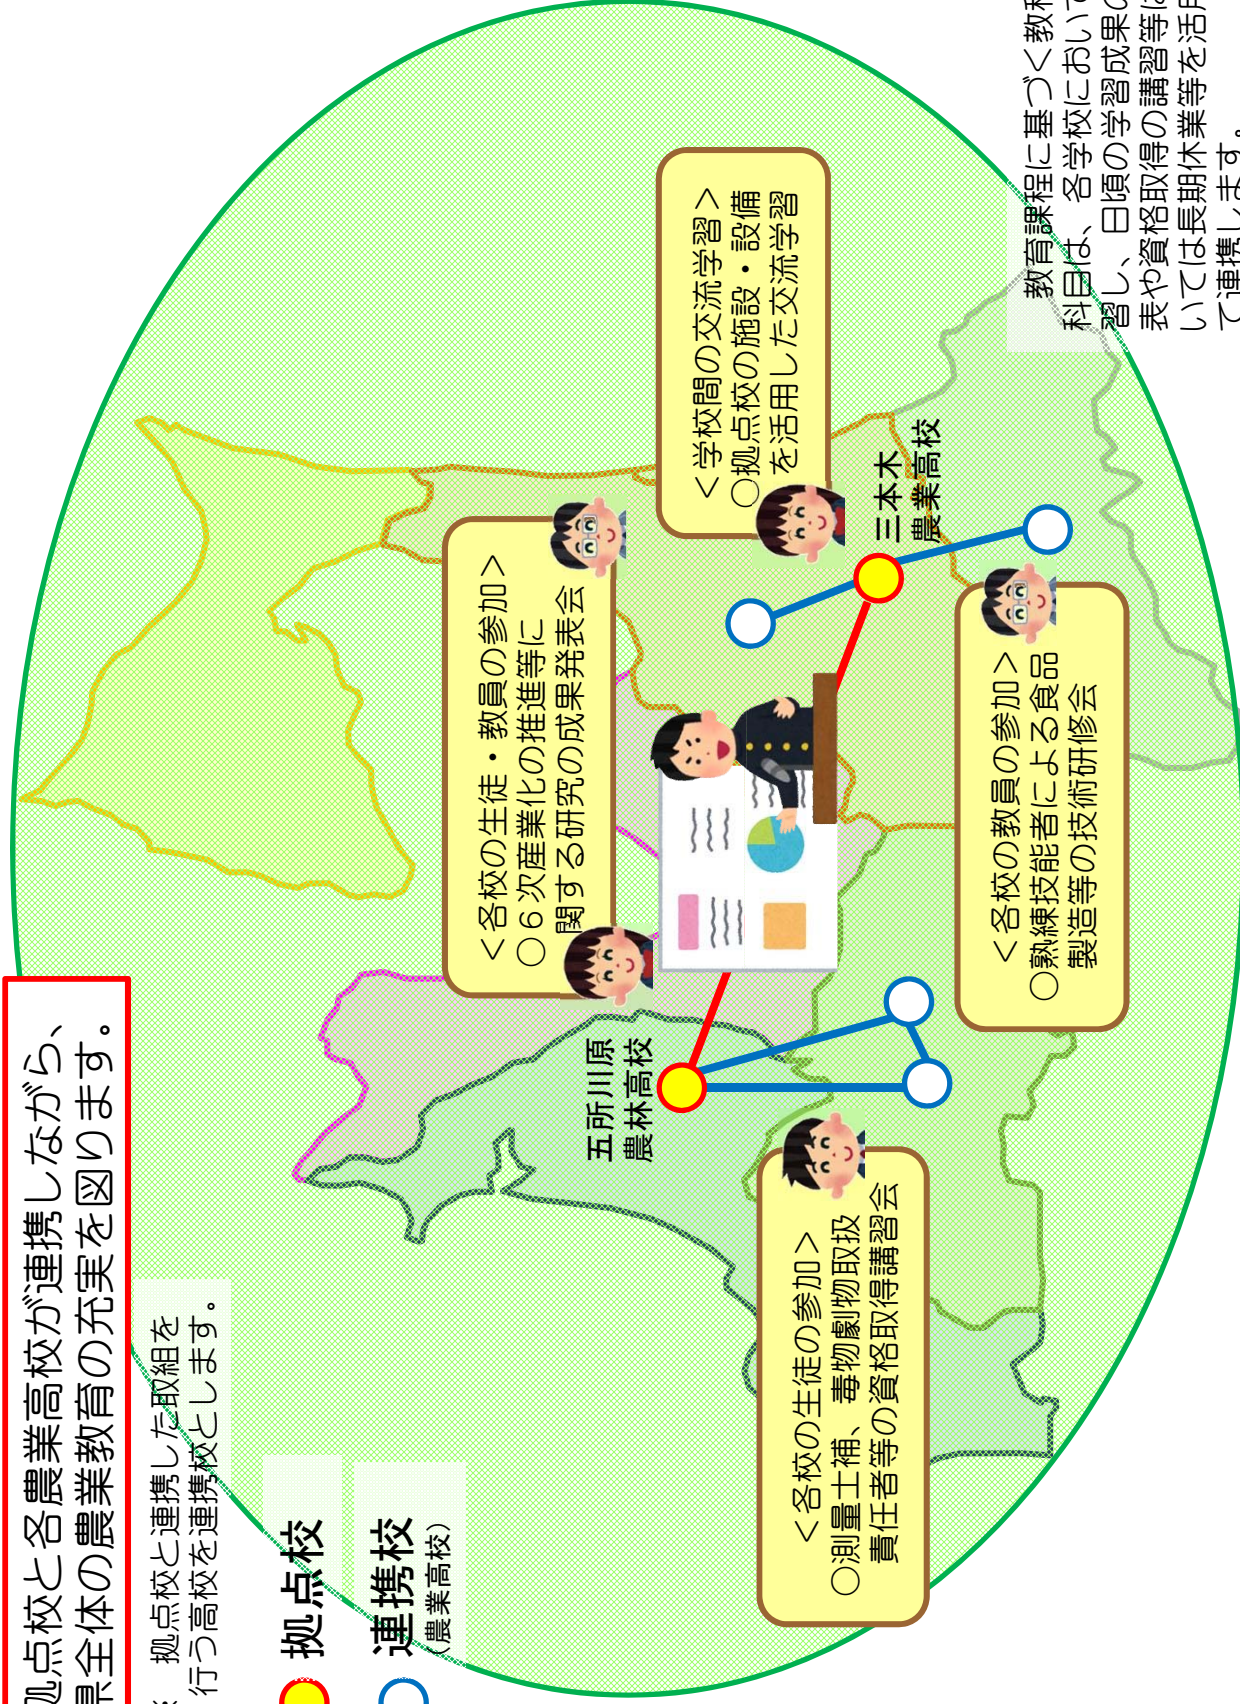 拠点校と各農業高校が連携しながら、
県全体の農業教育の充実を図ります。
※ 拠点校と連携した取組を
行う高校を連携校とします。
拠点校
連携校
（農業高校）
＜各校の生徒・教員の参加＞
○６次産業化の推進等に
関する研究の成果発表会
＜学校間の交流学習＞
○拠点校の施設・設備
を活用した交流学習
五所川原
農林高校
三本木
農業高校
＜各校の生徒の参加＞
○測量士補、毒物劇物取扱
責任者等の資格取得講習会
＜各校の教員の参加＞
○熟練技能者による食品
製造等の技術研修会
教育課程に基づく教科
科目は、各学校において
習し、日頃の学習成果の
表や資格取得の講習等に
いては長期休業等を活用
て連携します。